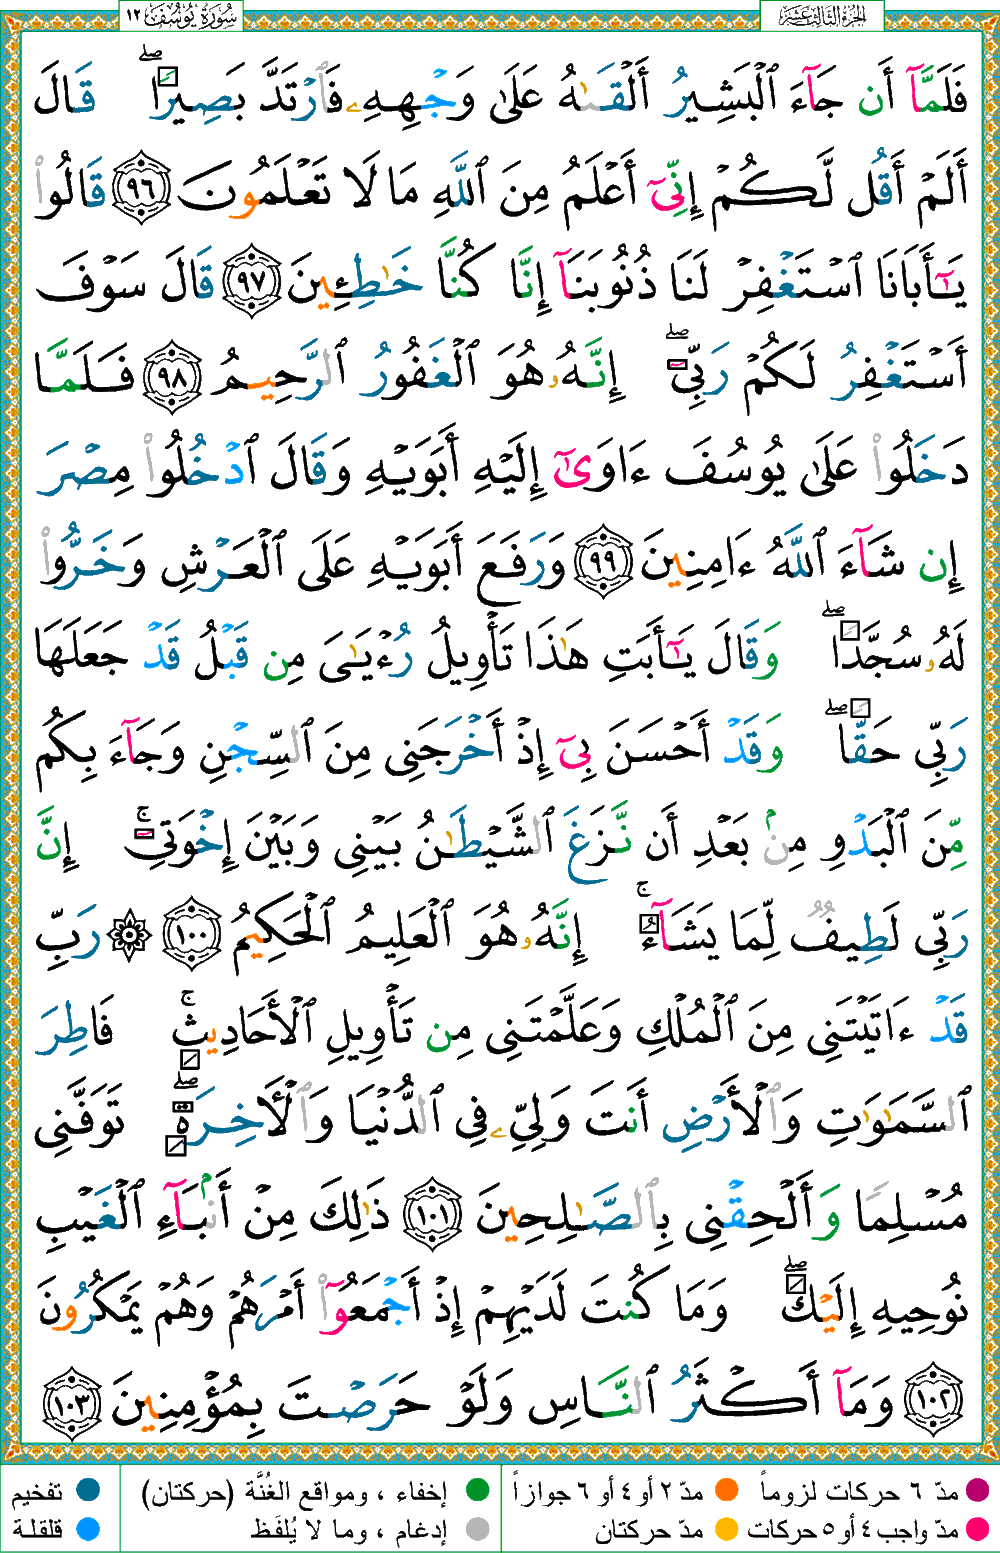 الجزء الثالث عشر
سورة يوسف ١٢
فَلَمَّآ أَن جَآءَ ٱلْبَشِيرُ أَلْقَىٰهُ عَلَىٰ وَجْهِهِۦ فَٱرْتَدَّ بَصِيرًا ۖ قَالَ
أَلَمْ أَقُل لَّكُمْ إِنِّىٓ أَعْلَمُ مِنَ ٱللَّهِ مَا لَا تَعْلَمُونَ ٩٦ قَالُوا۟
يَـٰٓأَبَانَا ٱسْتَغْفِرْ لَنَا ذُنُوبَنَآ إِنَّا كُنَّا خَـٰطِـِٔينَ ٩٧ قَالَ سَوْفَ
أَسْتَغْفِرُ لَكُمْ رَبِّىٓ ۖ إِنَّهُۥ هُوَ ٱلْغَفُورُ ٱلرَّحِيمُ ٩٨ فَلَمَّا
دَخَلُوا۟ عَلَىٰ يُوسُفَ ءَاوَىٰٓ إِلَيْهِ أَبَوَيْهِ وَقَالَ ٱدْخُلُوا۟ مِصْرَ
إِن شَآءَ ٱللَّهُ ءَامِنِينَ ٩٩ وَرَفَعَ أَبَوَيْهِ عَلَى ٱلْعَرْشِ وَخَرُّوا۟
لَهُۥ سُجَّدًا ۖ وَقَالَ يَـٰٓأَبَتِ هَـٰذَا تَأْوِيلُ رُءْيَـٰىَ مِن قَبْلُ قَدْ جَعَلَهَا
رَبِّى حَقًّا ۖ وَقَدْ أَحْسَنَ بِىٓ إِذْ أَخْرَجَنِى مِنَ ٱلسِّجْنِ وَجَآءَ بِكُم
مِّنَ ٱلْبَدْوِ مِنۢ بَعْدِ أَن نَّزَغَ ٱلشَّيْطَـٰنُ بَيْنِى وَبَيْنَ إِخْوَتِىٓ ۚ إِنَّ
رَبِّى لَطِيفٌ لِّمَا يَشَآءُ ۚ إِنَّهُۥ هُوَ ٱلْعَلِيمُ ٱلْحَكِيمُ ١٠٠ ۞ رَبِّ
قَدْ ءَاتَيْتَنِى مِنَ ٱلْمُلْكِ وَعَلَّمْتَنِى مِن تَأْوِيلِ ٱلْأَحَادِيثِ ۚ فَاطِرَ
ٱلسَّمَـٰوَٰتِ وَٱلْأَرْضِ أَنتَ وَلِىِّۦ فِى ٱلدُّنْيَا وَٱلْـَٔاخِرَةِ ۖ تَوَفَّنِى
مُسْلِمًا وَأَلْحِقْنِى بِٱلصَّـٰلِحِينَ ١٠١ ذَٰلِكَ مِنْ أَنۢبَآءِ ٱلْغَيْبِ
نُوحِيهِ إِلَيْكَ ۖ وَمَا كُنتَ لَدَيْهِمْ إِذْ أَجْمَعُوٓا۟ أَمْرَهُمْ وَهُمْ يَمْكُرُونَ
١٠٢ وَمَآ أَكْثَرُ ٱلنَّاسِ وَلَوْ حَرَصْتَ بِمُؤْمِنِينَ ١٠٣
مدّ ٦ حركات لزوماً مدّ ٢ أو ٤ أو ٦ جوازاً إخفاء ، ومواقع الغُنَّة (حركتان) تفخيم
مدّ واجب ٤ أو ٥ حركات مدّ حركتان إدغام ، وما لا يُلفَظ قلقلة